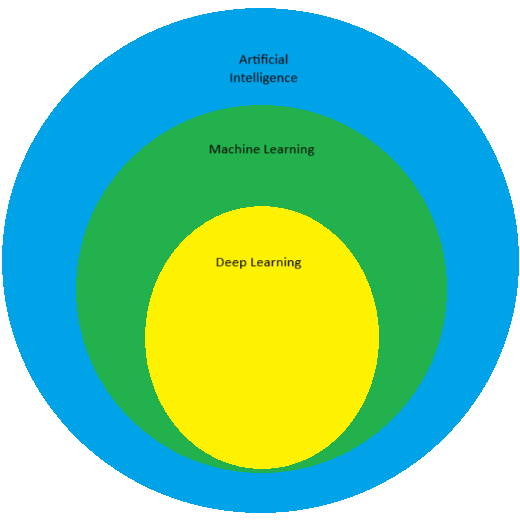 Artificial
Intelligence
Machine Learning
Deep Learning